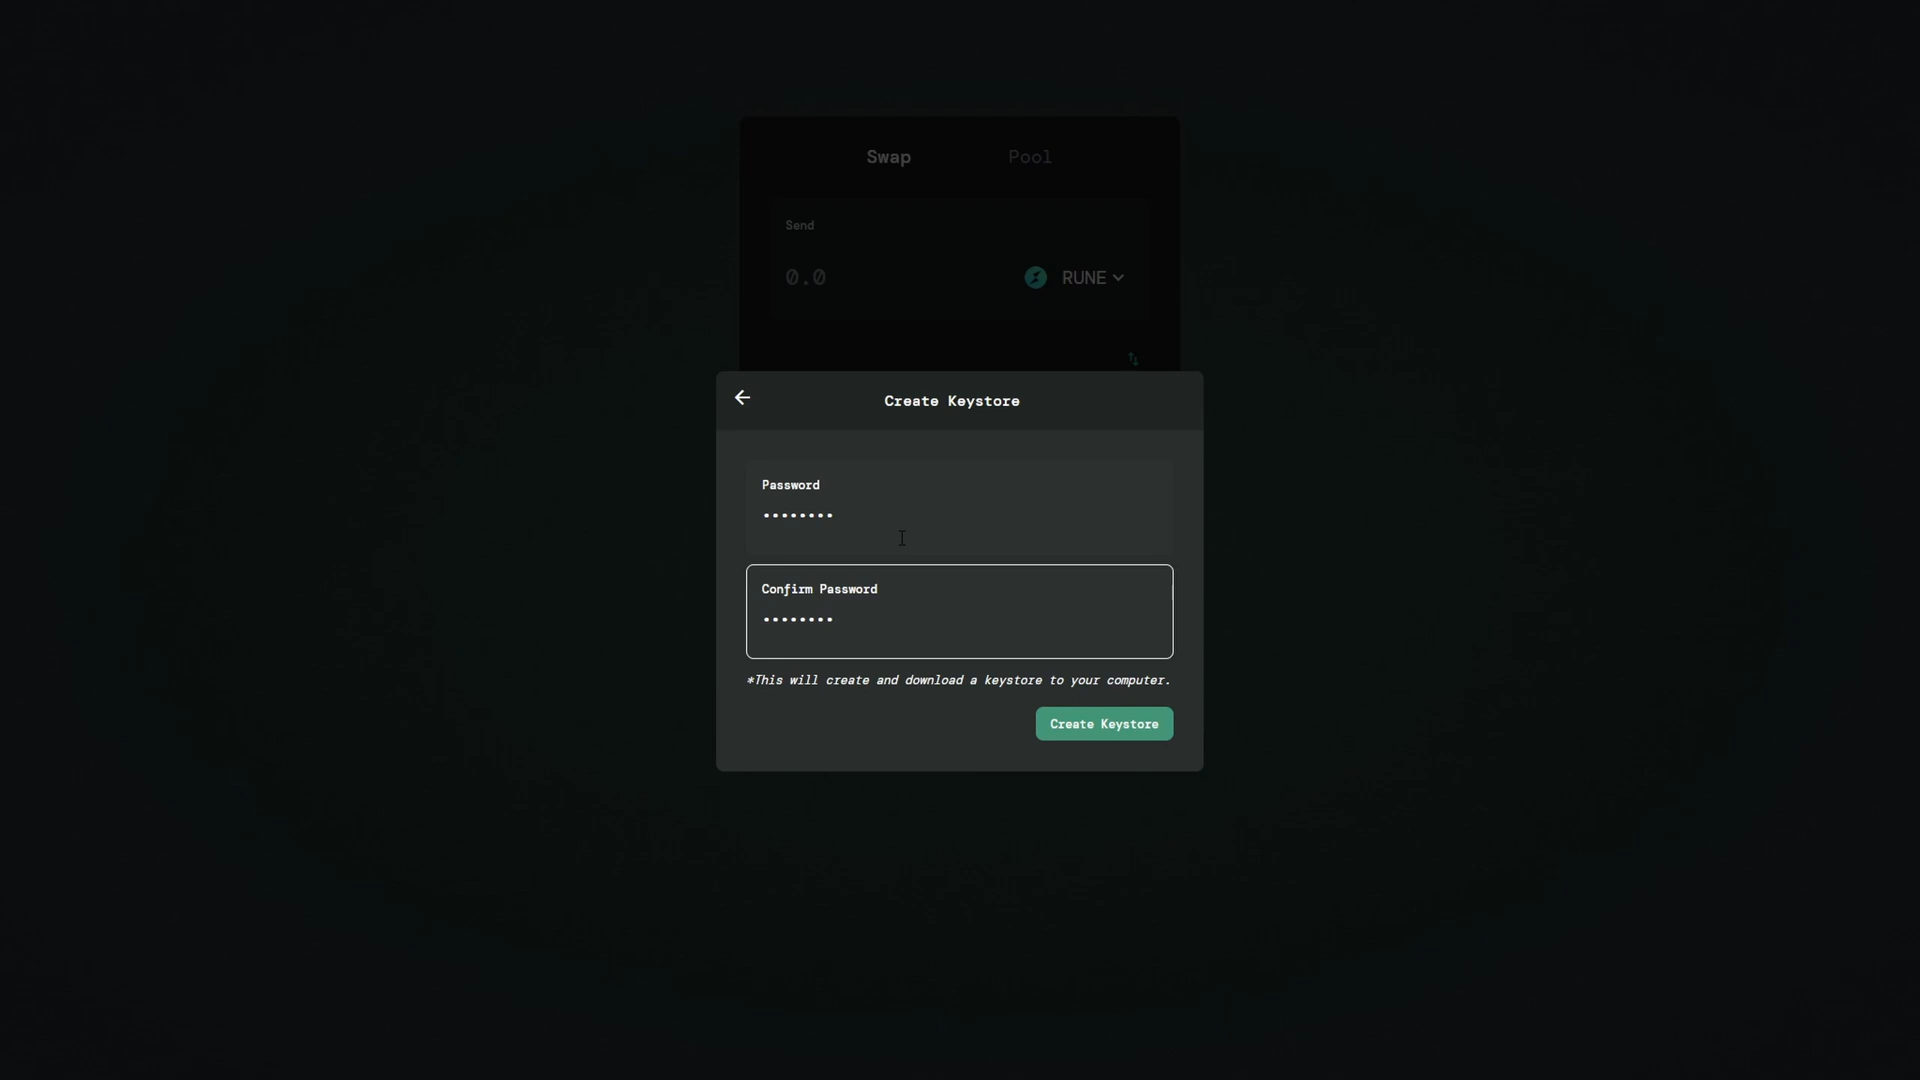 Swap Pool
Send
0.0 RUNE
Create Keystore
Password
••••••••
Confirm Password
••••••••
*This will create and download a keystore to your computer.
Create Keystore